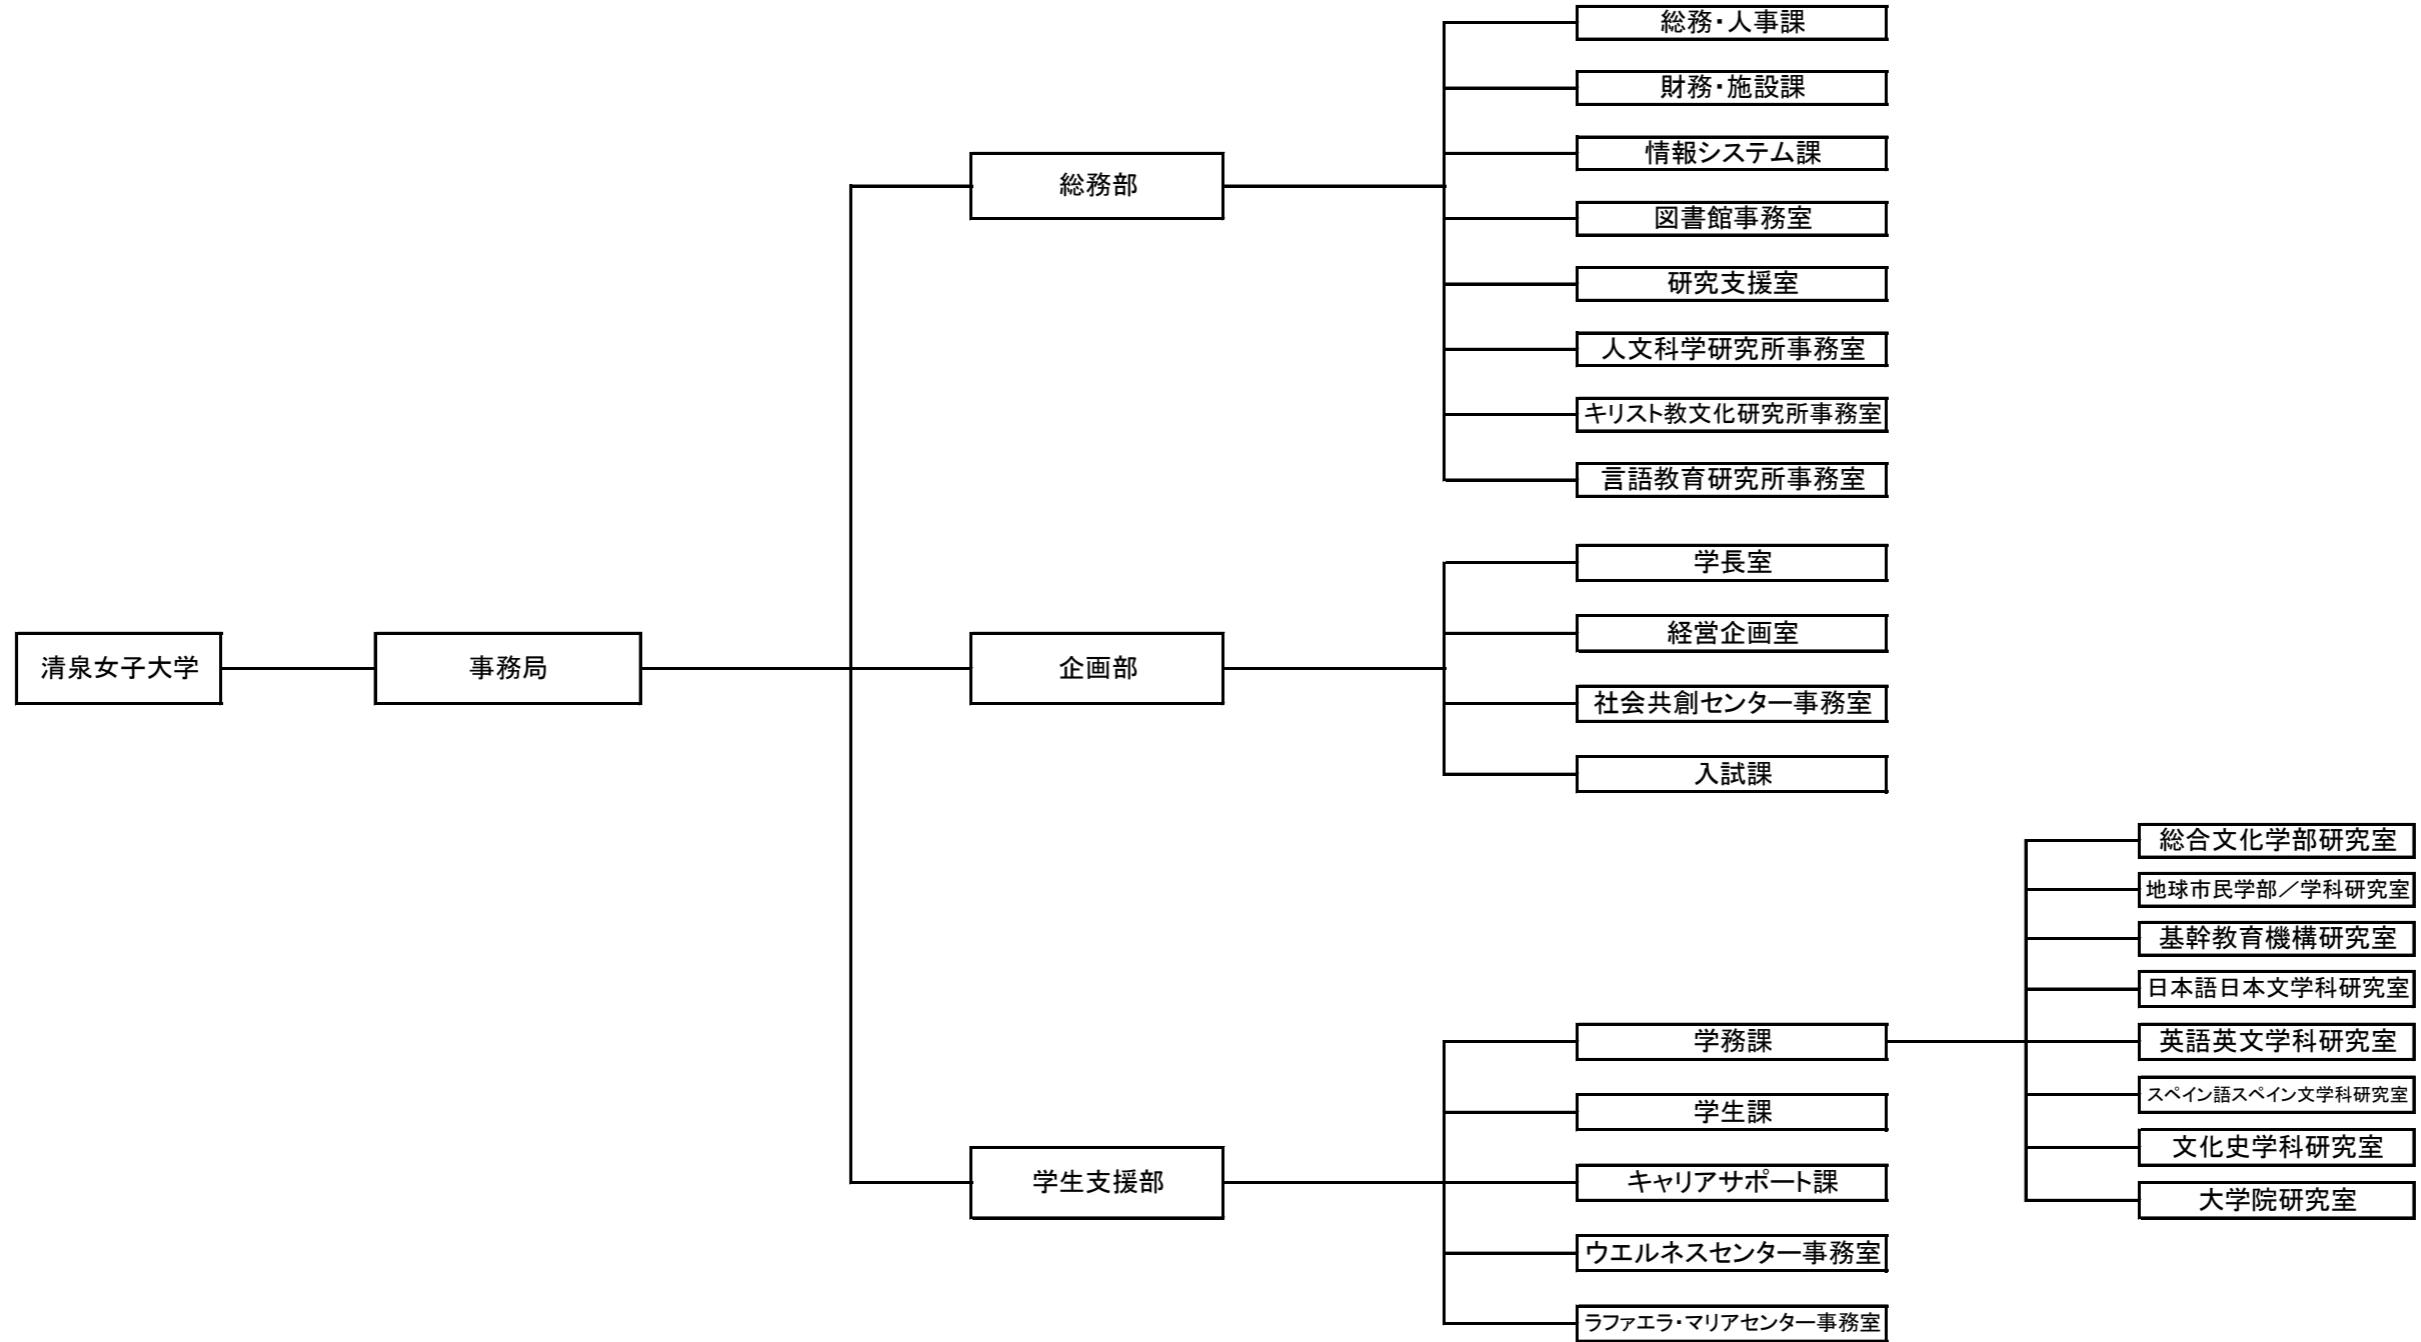 清泉女子大学
事務局
総務部
総務・人事課
財務・施設課
情報システム課
図書館事務室
研究支援室
人文科学研究所事務室
キリスト教文化研究所事務室
言語教育研究所事務室
企画部
学長室
経営企画室
社会共創センター事務室
入試課
学生支援部
学務課
総合文化学部研究室
地球市民学部／学科研究室
基幹教育機構研究室
日本語日本文学科研究室
英語英文学科研究室
スペイン語スペイン文学科研究室
文化史学科研究室
大学院研究室
学生課
キャリアサポート課
ウエルネスセンター事務室
ラファエラ・マリアセンター事務室